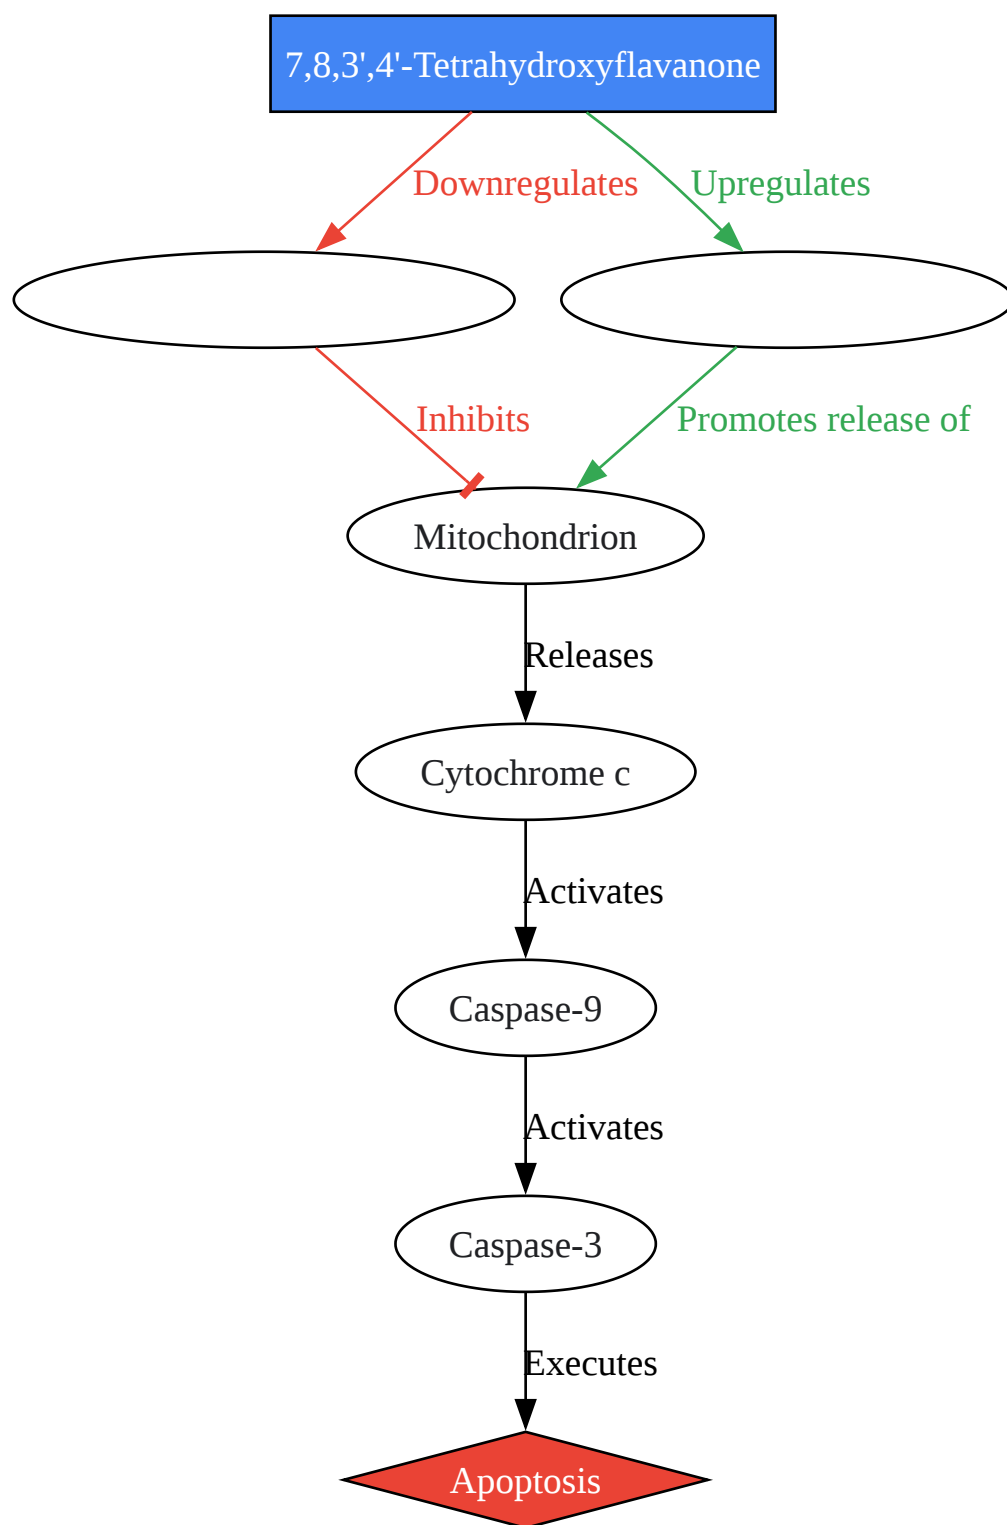 7,8,3',4'-Tetrahydroxyflavanone
Downregulates
Upregulates
Inhibits
Promotes release of
Mitochondrion
Releases
Cytochrome c
Activates
Caspase-9
Activates
Caspase-3
Executes
Apoptosis